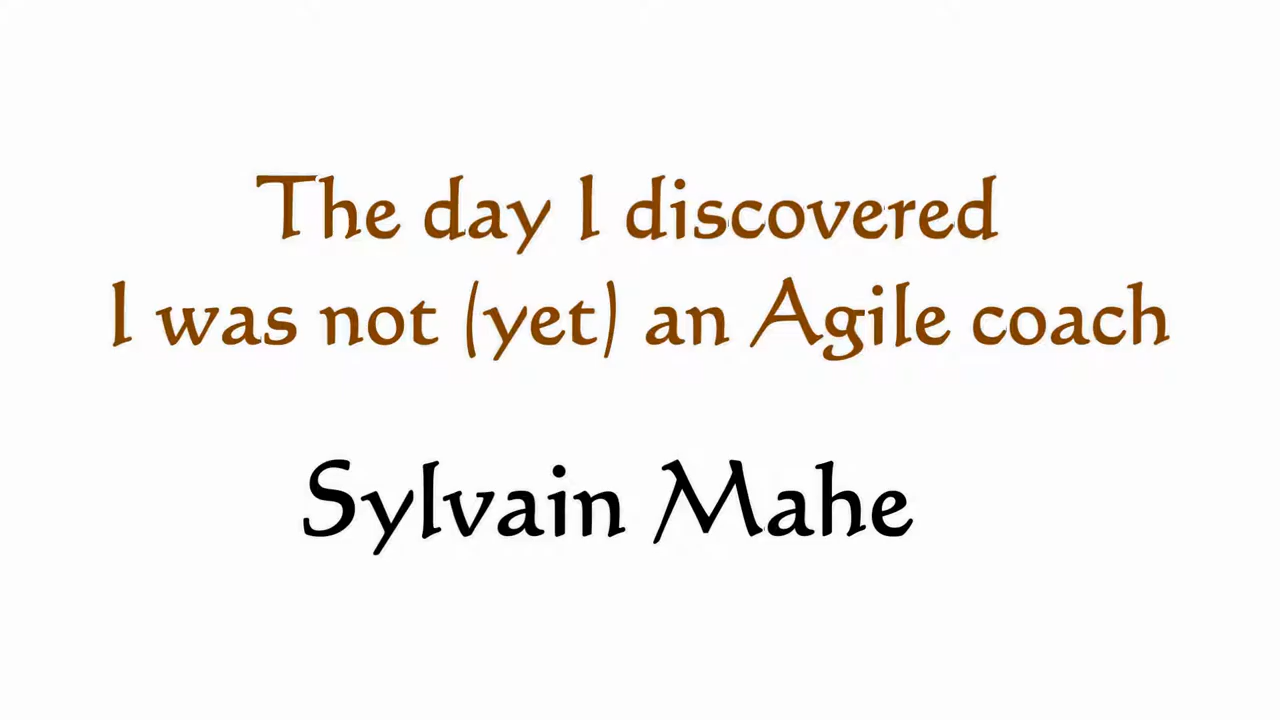 The day I discovered
I was not (yet) an Agile coach
Sylvain Mahe